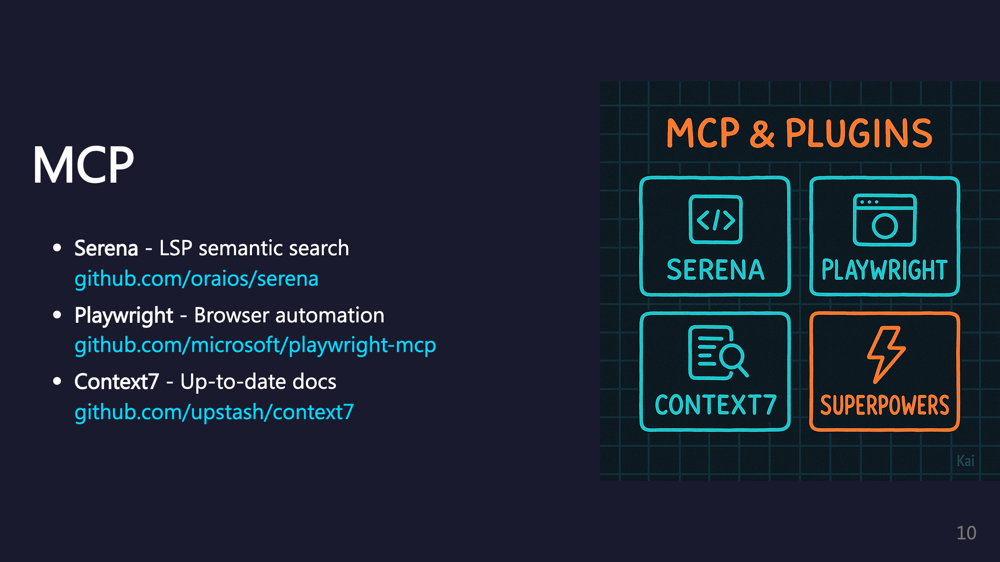 MCP
• Serena - LSP semantic search
github.com/oraios/serena
• Playwright - Browser automation
github.com/microsoft/playwright-mcp
• Context7 - Up-to-date docs
github.com/upstash/context7
MCP & PLUGINS
SERENA
PLAYWRIGHT
CONTEXT7
SUPERPOWERS
Kai
10